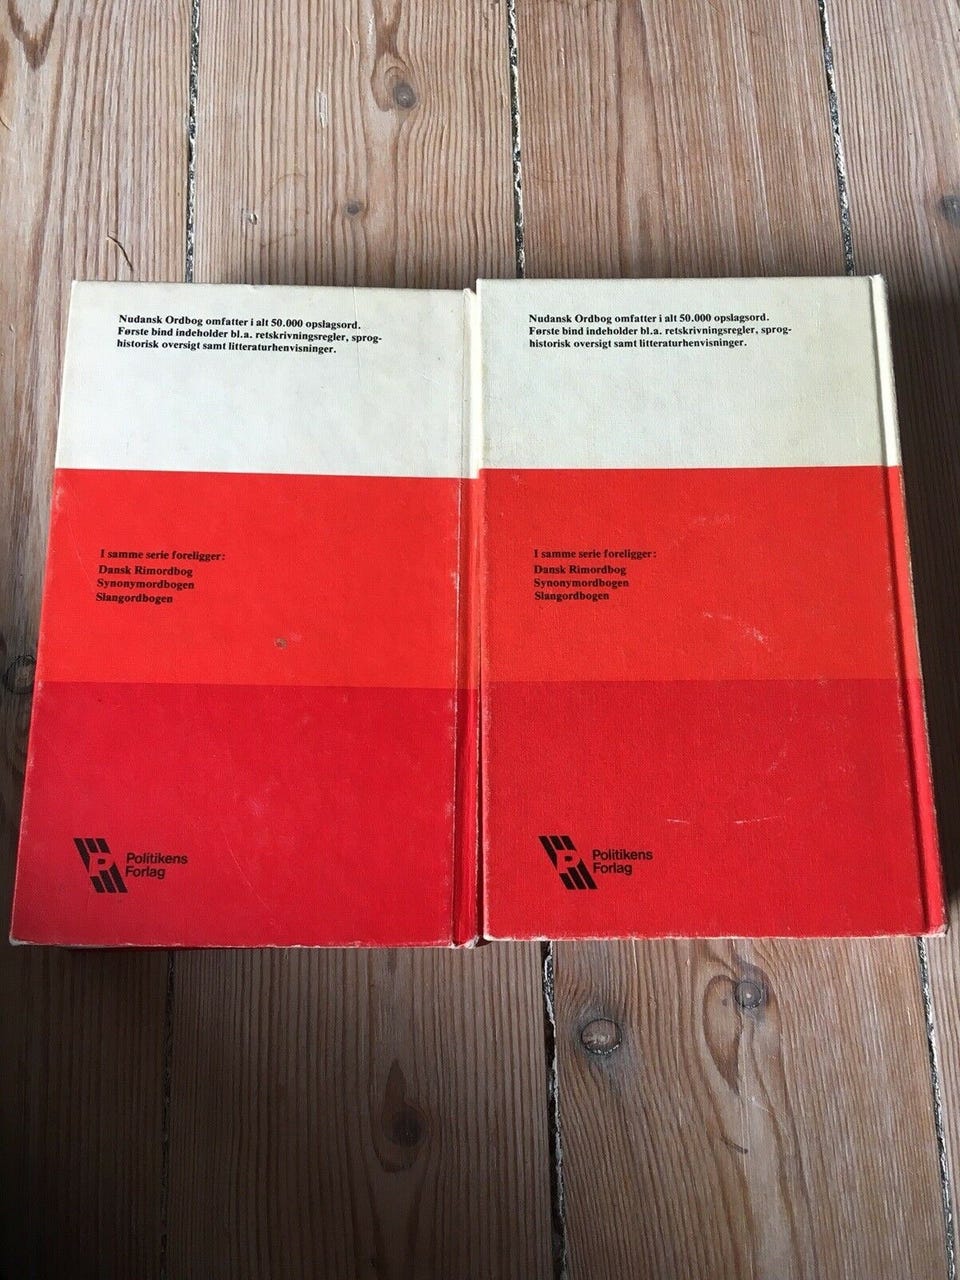 Nudansk Ordbog omfatter i alt 50.000 opslagsord.
Første bind indeholder bl.a. retskrivningsregler, sprog-
historisk oversigt samt litteraturhenvisninger.
I samme serie foreligger:
Dansk Rimordbog
Synonymordbogen
Slangordbogen
P
Politikens
Forlag
Nudansk Ordbog omfatter i alt 50.000 opslagsord.
Første bind indeholder bl.a. retskrivningsregler, sprog-
historisk oversigt samt litteraturhenvisninger.
I samme serie foreligger:
Dansk Rimordbog
Synonymordbogen
Slangordbogen
P
Politikens
Forlag